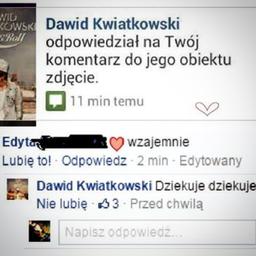 Dawid Kwiatkowski
odpowiedział na Twój
komentarz do jego obiektu
zdjęcie.
11 min temu
Edyta wzajemnie
Lubię to! · Odpowiedz · 2 min · Edytowany
Dawid Kwiatkowski Dziekuje dziekuje
Nie lubię · 3 · Przed chwilą
Napisz odpowiedź...